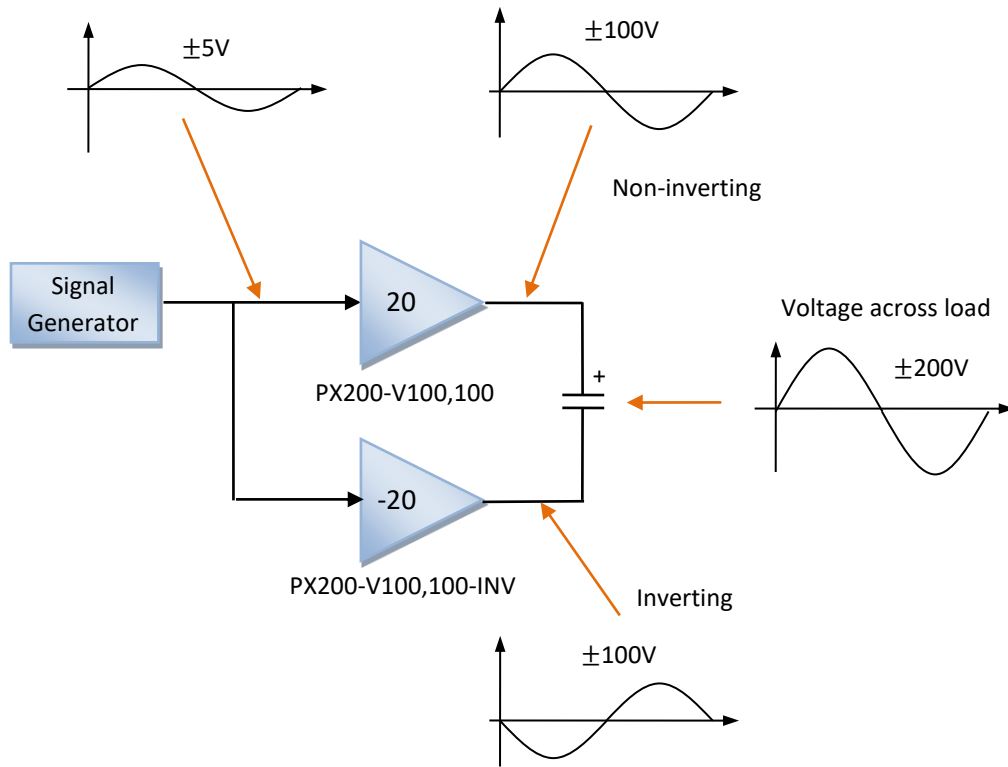 ±5V
±100V
Non-inverting
Signal
Generator
20
Voltage across load
PX200-V100,100
+
±200V
-20
PX200-V100,100-INV
Inverting
±100V